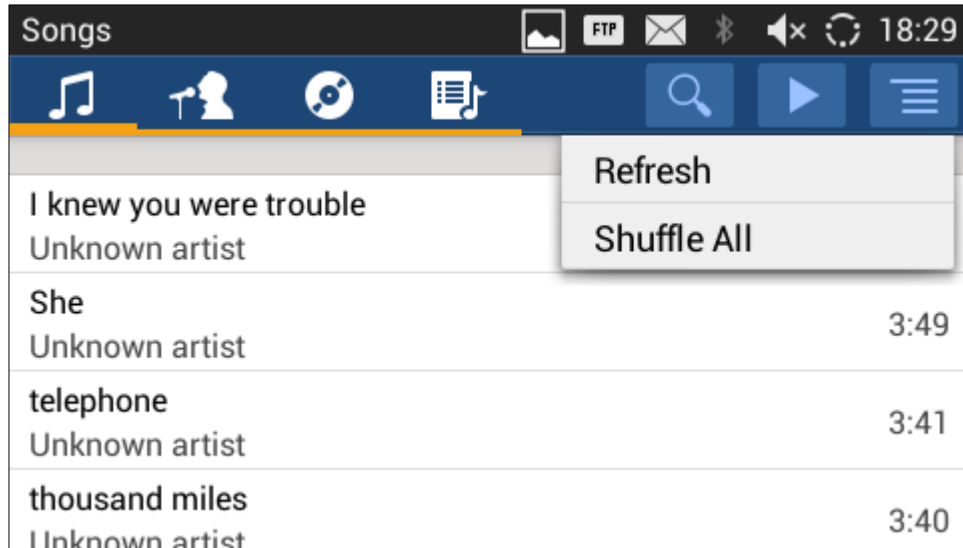 Songs
FTP
18:29
Refresh
Shuffle All
I knew you were trouble
Unknown artist
She
Unknown artist
3:49
telephone
Unknown artist
3:41
thousand miles
Unknown artist
3:40